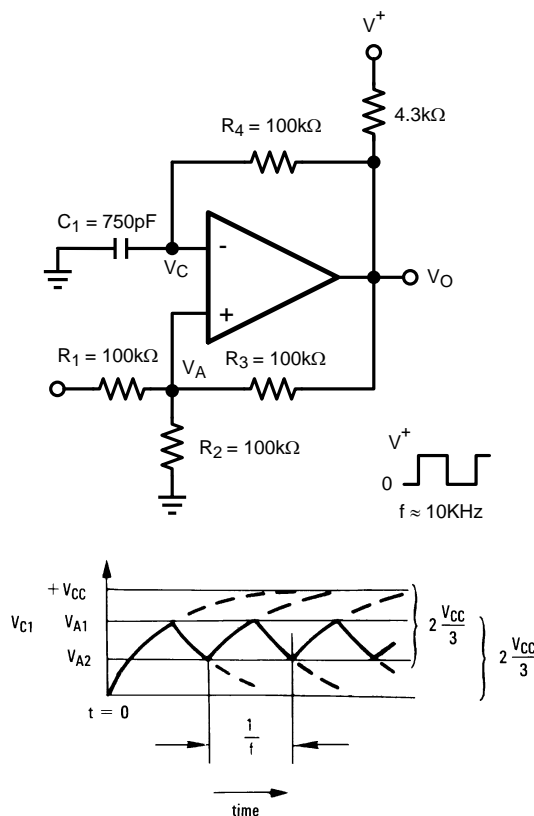 V+
4.3kΩ
R4 = 100kΩ
C1 = 750pF
VC
-
VO
+
R1 = 100kΩ
VA
R3 = 100kΩ
R2 = 100kΩ
V+
0
f ≈ 10KHz
+ VCC
VC1
VA1
VA2
2 VCC/3
2 VCC/3
t = 0
1/f
time